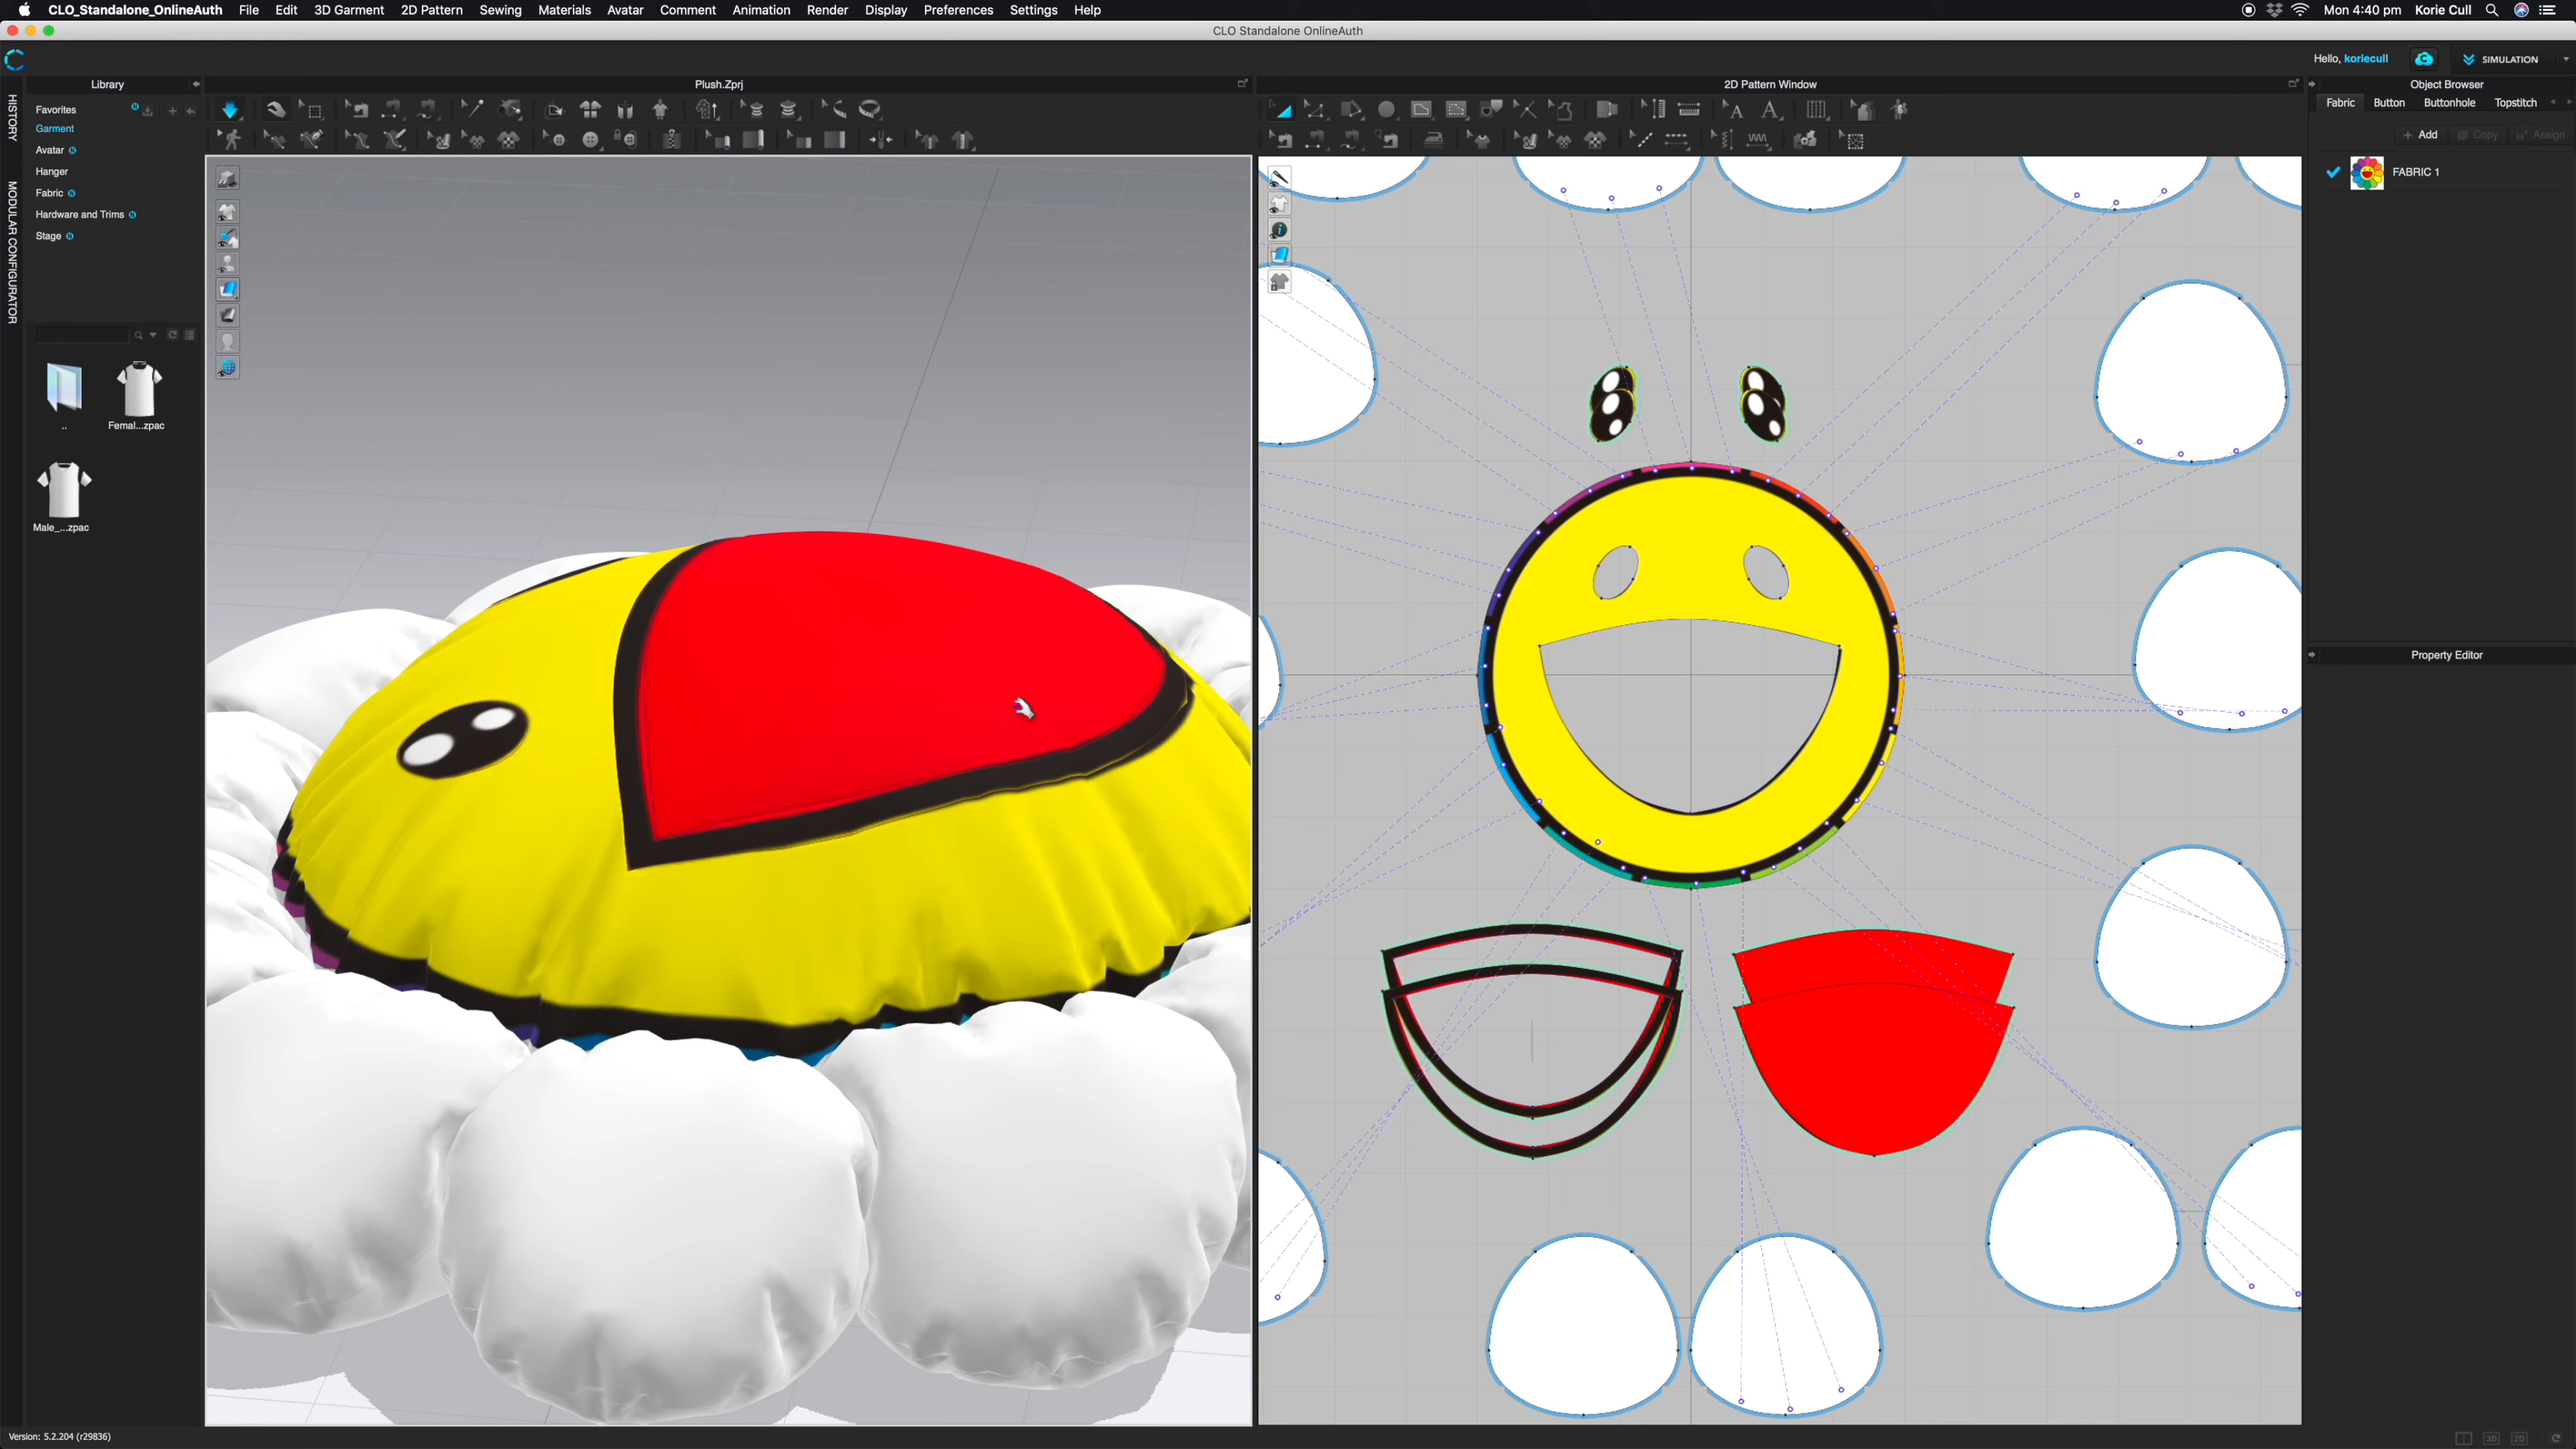 CLO_Standalone_OnlineAuth File Edit 3D Garment 2D Pattern Sewing Materials Avatar Comment Animation Render Display Preferences Settings Help Mon 4:40 pm Korie Cull
CLO Standalone OnlineAuth
Hello, koriecull SIMULATION
Library
Plush.Zprj
2D Pattern Window
Object Browser
HISTORY
MODULAR CONFIGURATOR
Favorites
Garment
Avatar N
Hanger
Fabric N
Hardware and Trims N
Stage N
..
Femal...zpac
Male_...zpac
Fabric Button Buttonhole Topstitch
+ Add Copy Assign
FABRIC 1
Property Editor
Version: 5.2.204 (r29836)
3D 2D